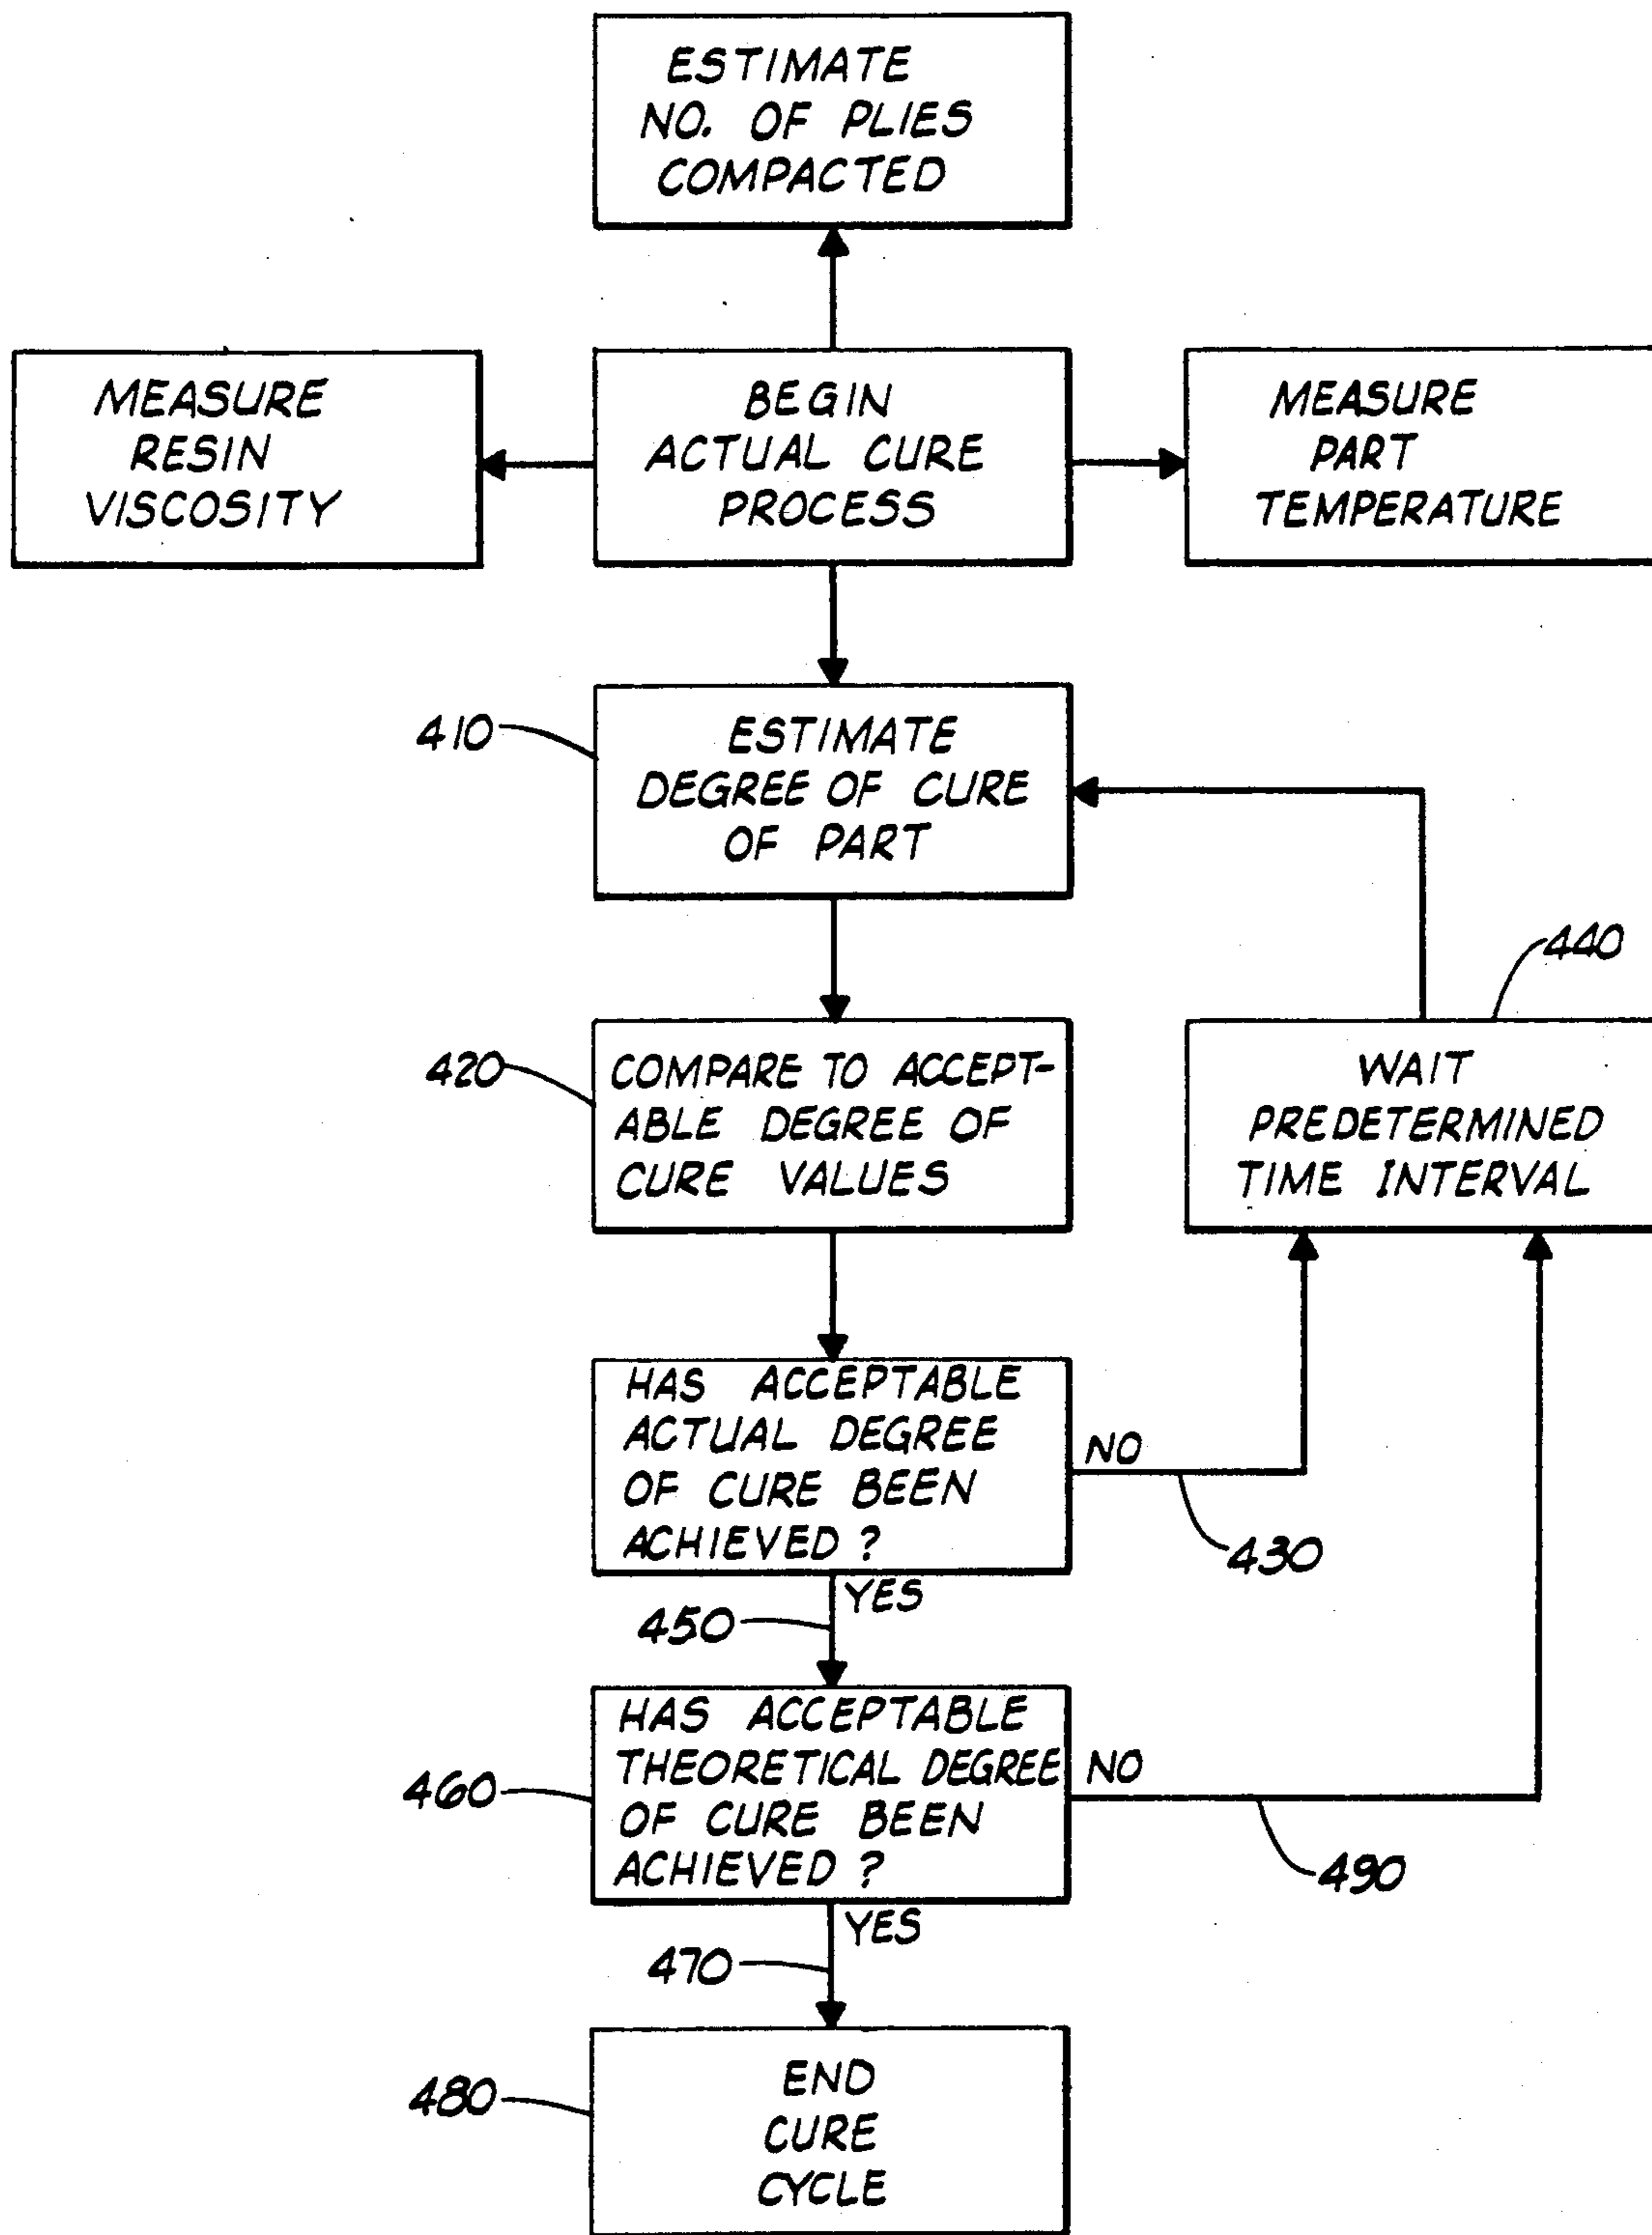 ESTIMATE
NO. OF PLIES
COMPACTED
MEASURE
RESIN
VISCOSITY
BEGIN
ACTUAL CURE
PROCESS
MEASURE
PART
TEMPERATURE
410
ESTIMATE
DEGREE OF CURE
OF PART
440
420
COMPARE TO ACCEPT-
ABLE DEGREE OF
CURE VALUES
WAIT
PREDETERMINED
TIME INTERVAL
HAS ACCEPTABLE
ACTUAL DEGREE
OF CURE BEEN
ACHIEVED ?
NO
430
YES
450
460
HAS ACCEPTABLE
THEORETICAL DEGREE
OF CURE BEEN
ACHIEVED ?
NO
490
YES
470
480
END
CURE
CYCLE